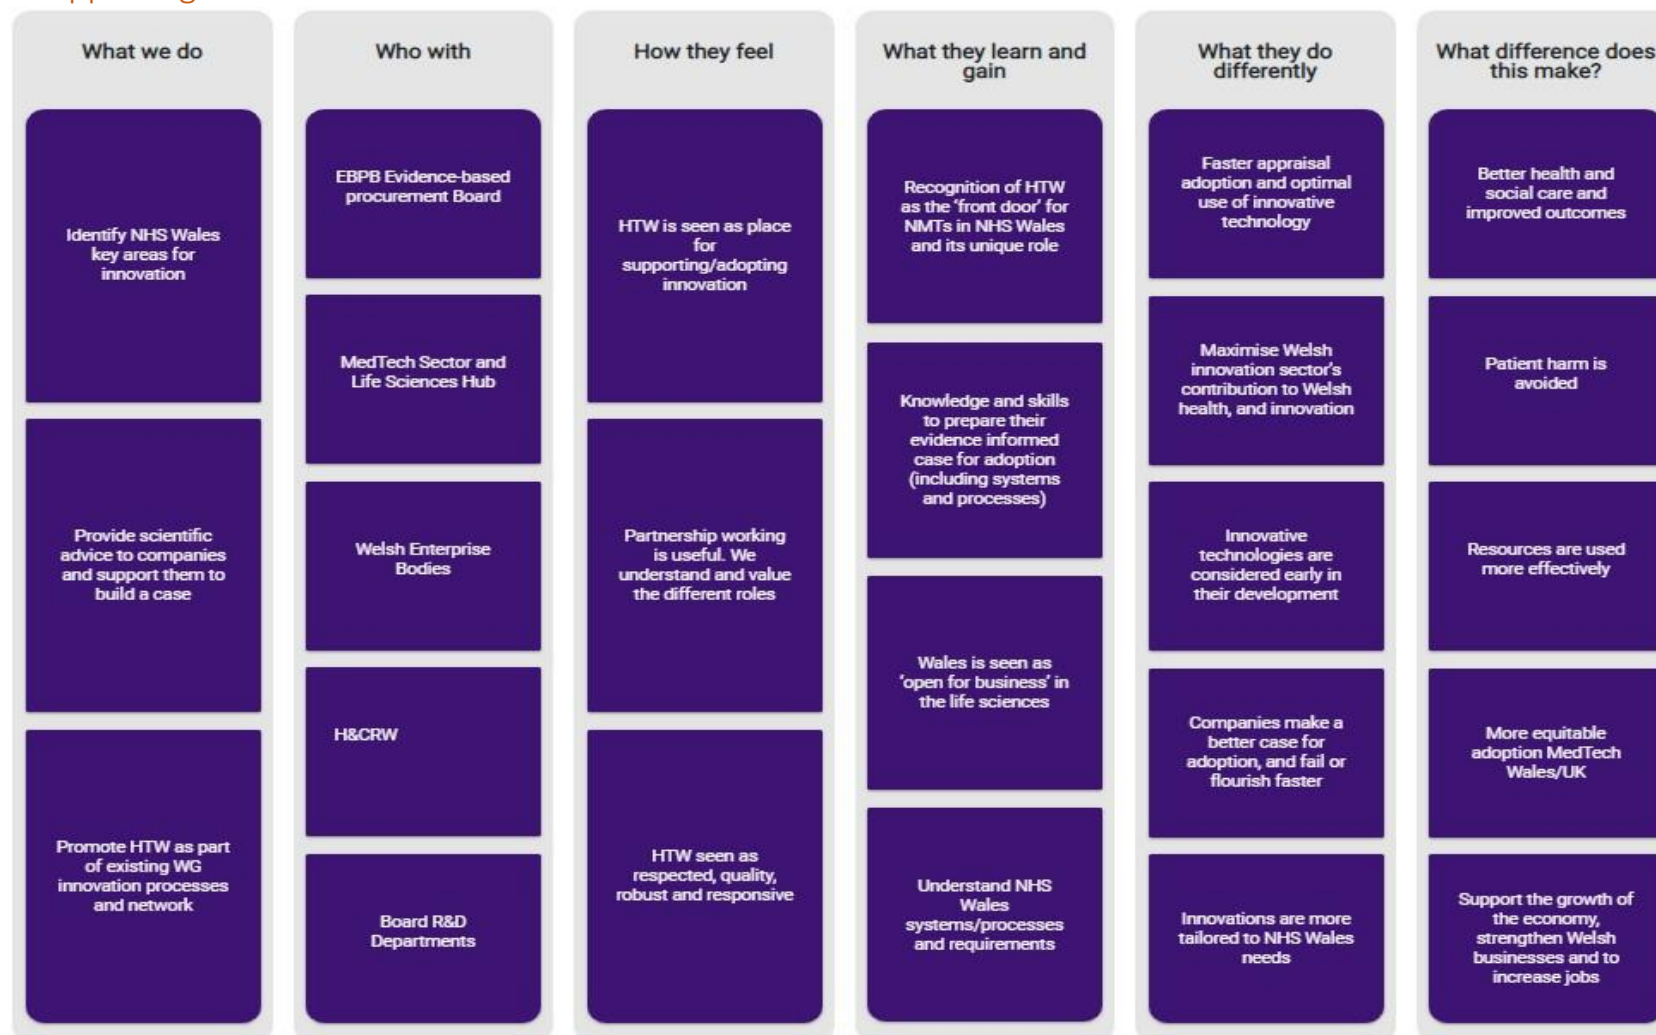 What we do
Identify NHS Wales
key areas for
innovation
Provide scientific
advice to companies
and support them to
build a case
Promote HTW as part
of existing WG
innovation processes
and network
Who with
EBPB Evidence-based
procurement Board
MedTech Sector and
Life Sciences Hub
Welsh Enterprise
Bodies
H&CRW
Board R&D
Departments
How they feel
HTW is seen as place
for
supporting/adopting
innovation
Partnership working
is useful. We
understand and value
the different roles
HTW seen as
respected, quality,
robust and responsive
What they learn and
gain
Recognition of HTW
as the ‘front door’ for
NMTs in NHS Wales
and its unique role
Knowledge and skills
to prepare their
evidence informed
case for adoption
(including systems
and processes)
Wales is seen as
‘open for business’ in
the life sciences
Understand NHS
Wales
systems/processes
and requirements
What they do
differently
Faster appraisal
adoption and optimal
use of innovative
technology
Maximise Welsh
innovation sector's
contribution to Welsh
health, and innovation
Innovative
technologies are
considered early in
their development
Companies make a
better case for
adoption, and fail or
flourish faster
Innovations are more
tailored to NHS Wales
needs
What difference does
this make?
Better health and
social care and
improved outcomes
Patient harm is
avoided
Resources are used
more effectively
More equitable
adoption MedTech
Wales/UK
Support the growth of
the economy,
strengthen Welsh
businesses and to
increase jobs